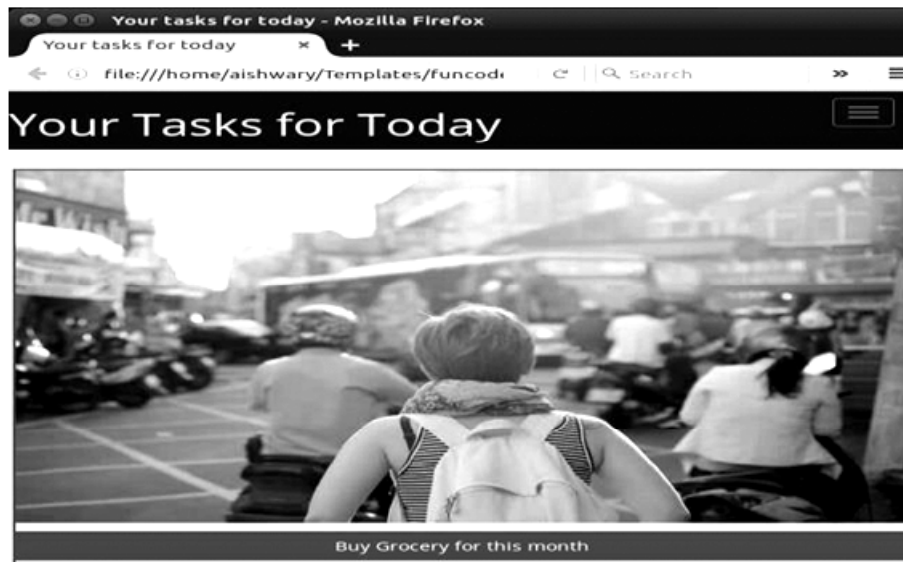 Your tasks for today - Mozilla Firefox
Your tasks for today × +
file:///home/aishwary/Templates/funcode Search »
Your Tasks for Today
Buy Grocery for this month